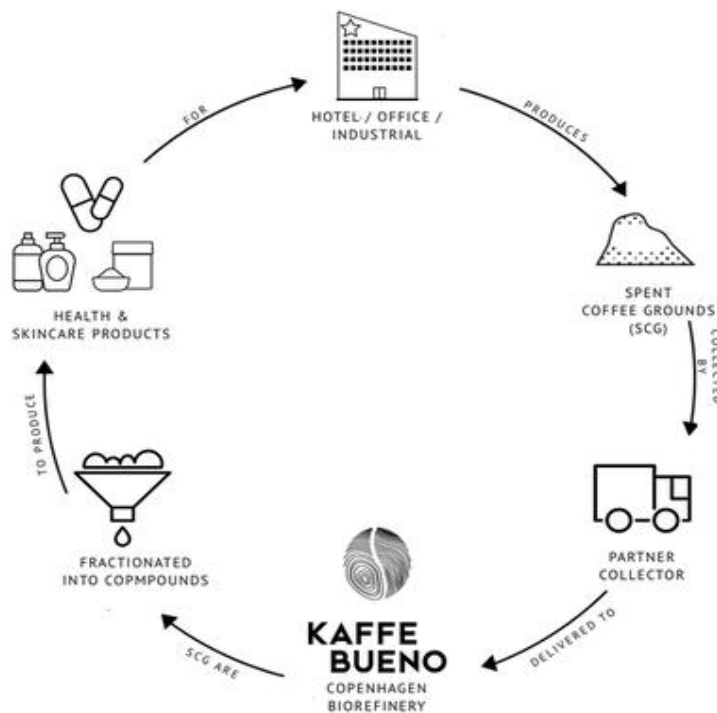 HOTEL / OFFICE /
INDUSTRIAL
PRODUCES
SPENT
COFFEE GROUNDS
(SCG)
COLLECTED
BY
PARTNER
COLLECTOR
DELIVERED TO
KAFFE
BUENO
COPENHAGEN
BIOREFINERY
SCG ARE
FRACTIONATED
INTO COPMPOUNDS
TO PRODUCE
HEALTH &
SKINCARE PRODUCTS
FOR